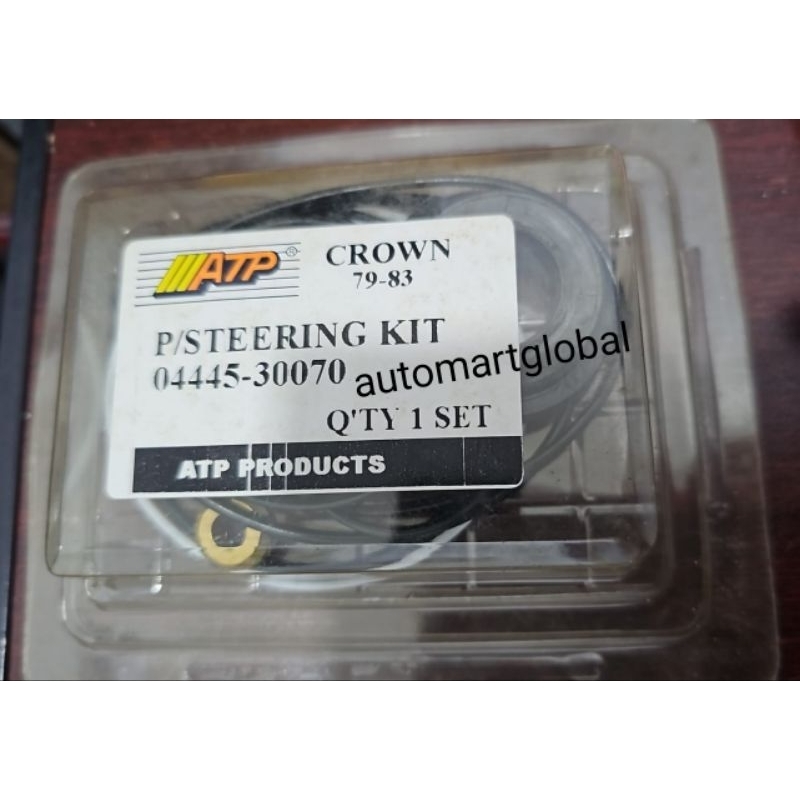 ATP®
CROWN
79-83
P/STEERING KIT
04445-30070
automartglobal
Q'TY 1 SET
ATP PRODUCTS